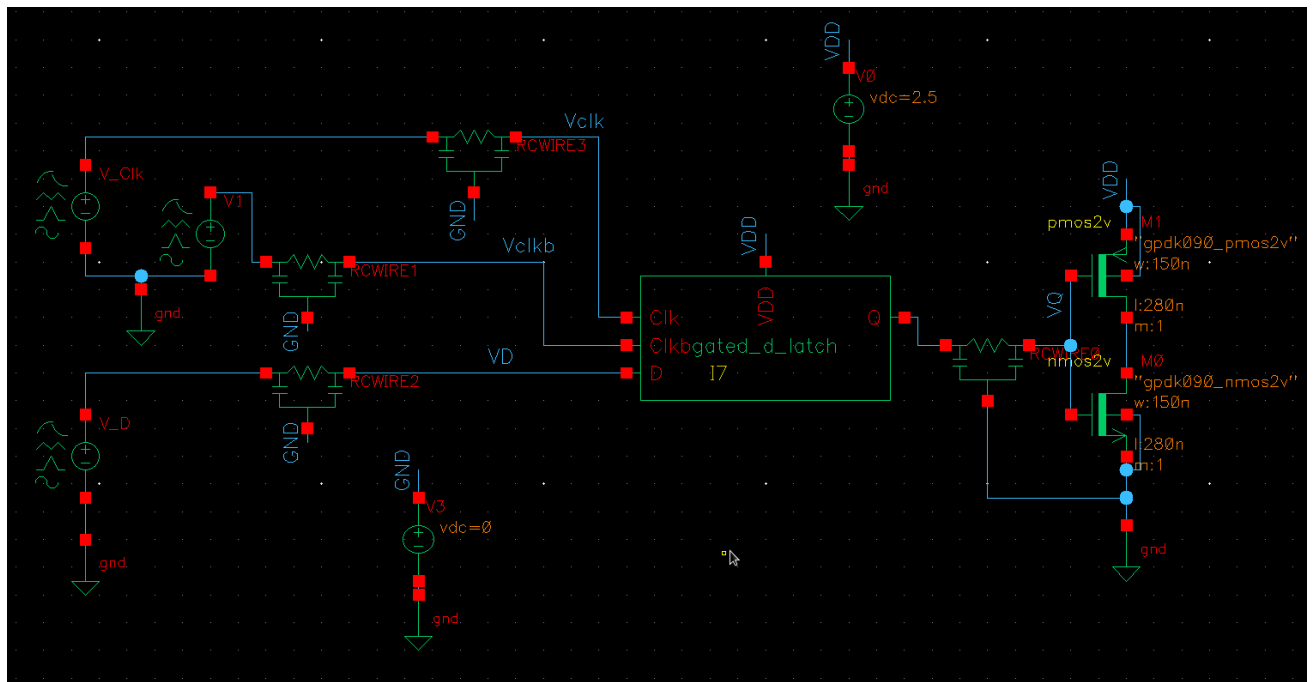 VDD
V0
vdc=2.5
gnd
Vclk
RCWIRE3
GND
V_Clk
V1
Vclkb
RCWIRE1
GND
gnd
VDD
VDD
Clk
Clkb
D
Q
gated_d_latch
I7
VD
RCWIRE2
GND
V_D
gnd
GND
V3
vdc=0
gnd
VDD
pmos2v
M1
"gpdk090_pmos2v"
w:150n
l:280n
m:1
VQ
RCWIRE0
nmos2v
M0
"gpdk090_nmos2v"
w:150n
l:280n
m:1
gnd